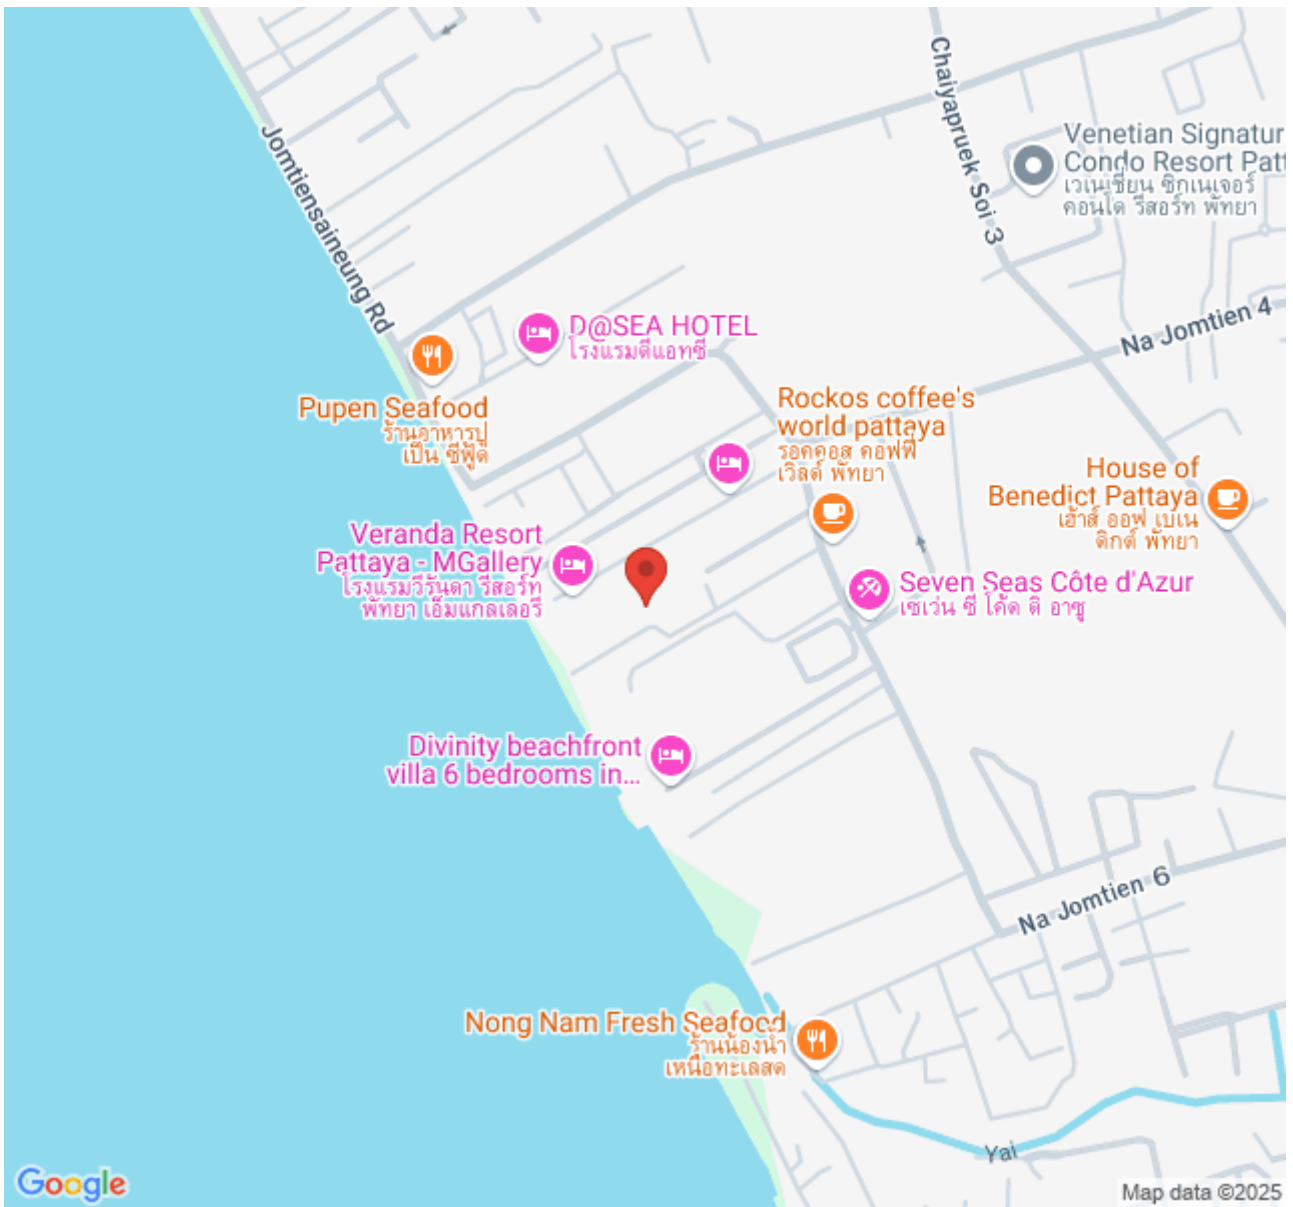 Chaiyapruek Soi 3
Venetian Signatur
Condo Resort Patt
เวเนเชี่ยน ซิกเนเจอร์
คอนโด รีสอร์ท พัทยา
Jomtiensaineung Rd
Na Jomtien 4
D@SEA HOTEL
โรงแรมดีแอทซี
Pupen Seafood
ร้านอาหารปู
เป็น ซีฟู้ด
Rockos coffee's
world pattaya
รอคคอส คอฟฟี่
เวิลด์ พัทยา
House of
Benedict Pattaya
เฮ้าส์ ออฟ เบเน
ดิกต์ พัทยา
Veranda Resort
Pattaya - MGallery
โรงแรมวีรันดา รีสอร์ท
พัทยา เอ็มแกลเลอรี
Seven Seas Côte d'Azur
เซเว่น ซี โค้ด ดิ อาซู
Divinity beachfront
villa 6 bedrooms in...
Na Jomtien 6
Nong Nam Fresh Seafood
ร้านน้องน้ำ
เหนือทะเลสด
Yai
Google
Map data ©2025